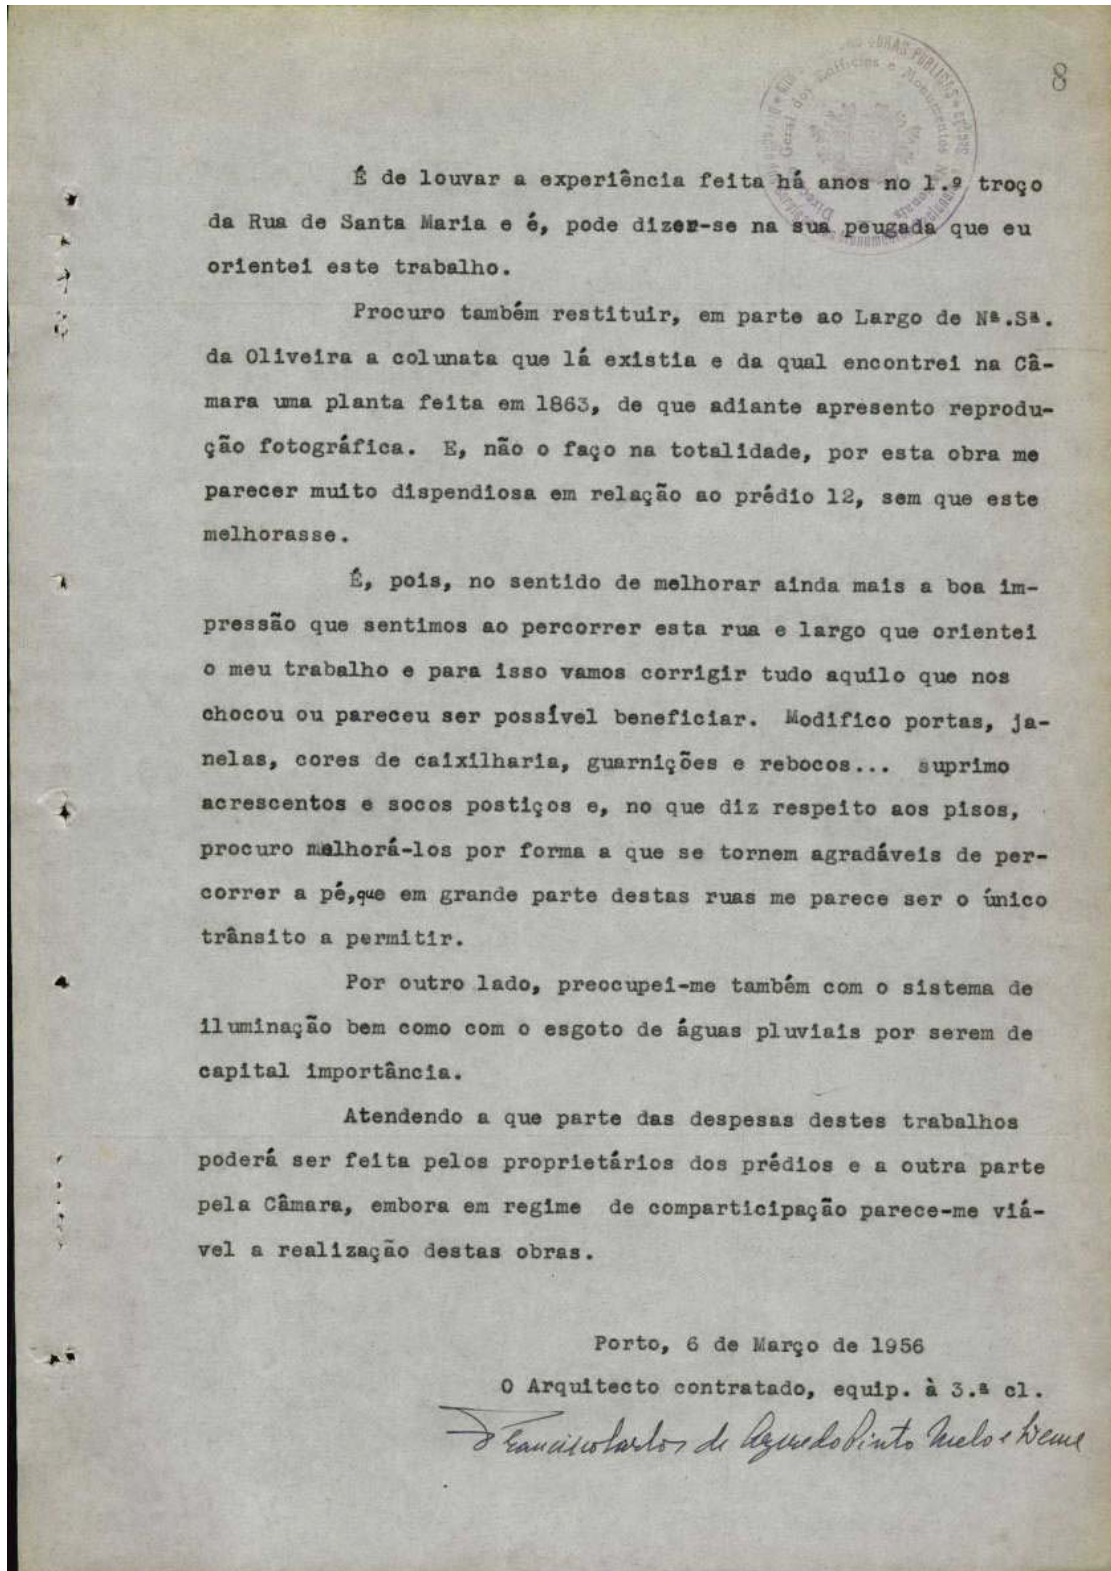 8
OBRAS PÚBLICAS
Geral dos Edifícios e Monumentos
É de louvar a experiência feita há anos no 1.º troço
da Rua de Santa Maria e é, pode dizer-se na sua peugada que eu
orientei este trabalho.
Procuro também restituir, em parte ao Largo de Nª.Sª.
da Oliveira a colunata que lá existia e da qual encontrei na Câ-
mara uma planta feita em 1863, de que adiante apresento reprodu-
ção fotográfica. E, não o faço na totalidade, por esta obra me
parecer muito dispendiosa em relação ao prédio 12, sem que este
melhorasse.
É, pois, no sentido de melhorar ainda mais a boa im-
pressão que sentimos ao percorrer esta rua e largo que orientei
o meu trabalho e para isso vamos corrigir tudo aquilo que nos
chocou ou pareceu ser possível beneficiar. Modifico portas, ja-
nelas, cores de caixilharia, guarnições e rebocos... suprimo
acrescentos e socos postiços e, no que diz respeito aos pisos,
procuro melhorá-los por forma a que se tornem agradáveis de per-
correr a pé,que em grande parte destas ruas me parece ser o único
trânsito a permitir.
Por outro lado, preocupei-me também com o sistema de
iluminação bem como com o esgoto de águas pluviais por serem de
capital importância.
Atendendo a que parte das despesas destes trabalhos
poderá ser feita pelos proprietários dos prédios e a outra parte
pela Câmara, embora em regime de comparticipação parece-me viá-
vel a realização destas obras.
Porto, 6 de Março de 1956
O Arquitecto contratado, equip. à 3.ª cl.
Francisco Carlos de Azeredo Pinto Melo e Leme